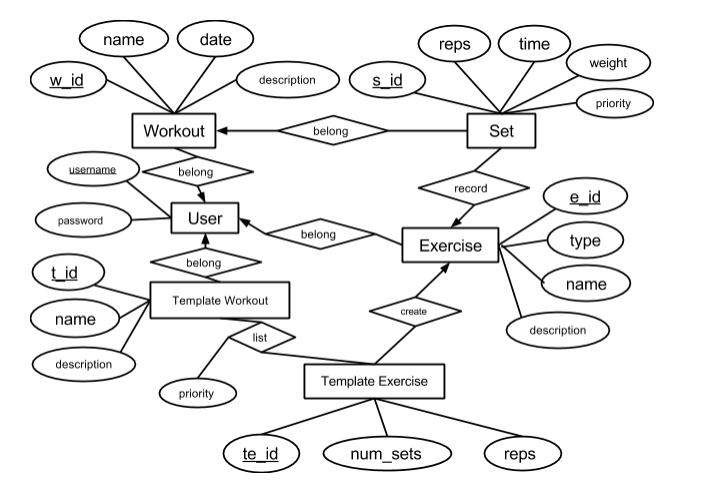 name
date
reps
time
weight
w_id
description
s_id
priority
Workout
belong
Set
username
belong
record
e_id
password
User
belong
Exercise
type
t_id
belong
name
Template Workout
name
create
description
list
description
priority
Template Exercise
te_id
num_sets
reps